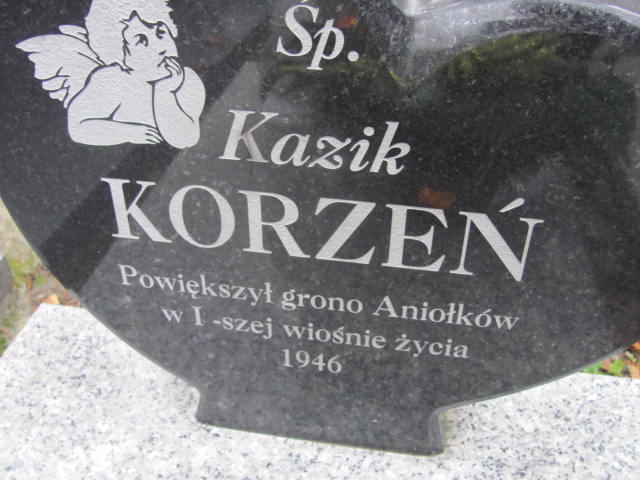 Śp.
Kazik
KORZEŃ
Powiększył grono Aniołków
w I -szej wiośnie życia
1946